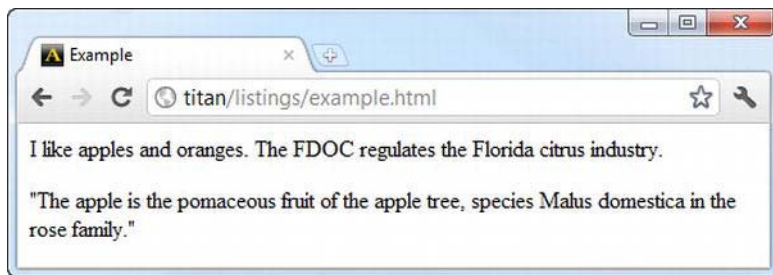 A Example
titan/listings/example.html
I like apples and oranges. The FDOC regulates the Florida citrus industry.
"The apple is the pomaceous fruit of the apple tree, species Malus domestica in the
rose family."